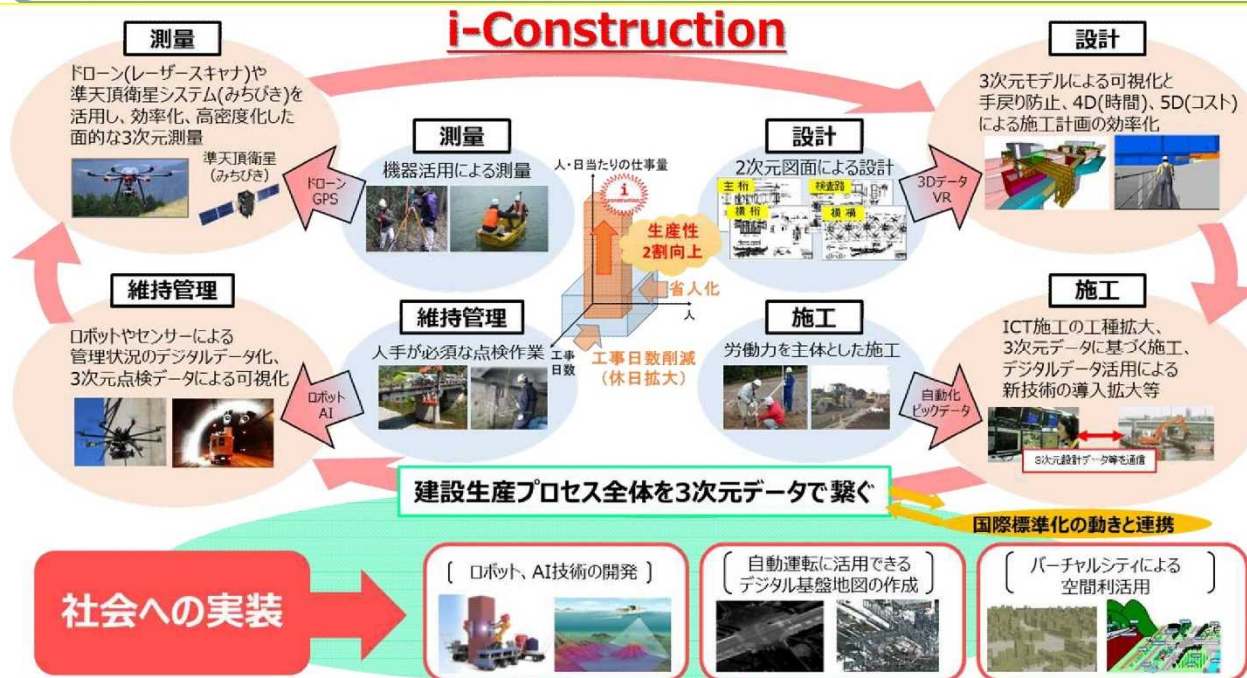 i-Construction
測量
ドローン(レーザースキャナ)や
準天頂衛星システム(みちびき)を
活用し、効率化、高密度化した
面的な3次元測量
準天頂衛星
(みちびき)
ドローン
GPS
測量
機器活用による測量
人・日当たりの仕事量
i
construction
生産性
2割向上
省人化
人
工事
日数
工事日数削減
(休日拡大)
設計
2次元図面による設計
主桁
検査路
横桁
横構
3Dデータ
VR
設計
3次元モデルによる可視化と
手戻り防止、4D(時間)、5D(コスト)
による施工計画の効率化
維持管理
ロボットやセンサーによる
管理状況のデジタルデータ化、
3次元点検データによる可視化
ロボット
AI
維持管理
人手が必須な点検作業
施工
労働力を主体とした施工
自動化
ビックデータ
施工
ICT施工の工種拡大、
3次元データに基づく施工、
デジタルデータ活用による
新技術の導入拡大等
3次元設計データ等を通信
建設生産プロセス全体を3次元データで繋ぐ
国際標準化の動きと連携
社会への実装
[ ロボット、AI技術の開発 ]
自動運転に活用できる
デジタル基盤地図の作成
バーチャルシティによる
空間利活用